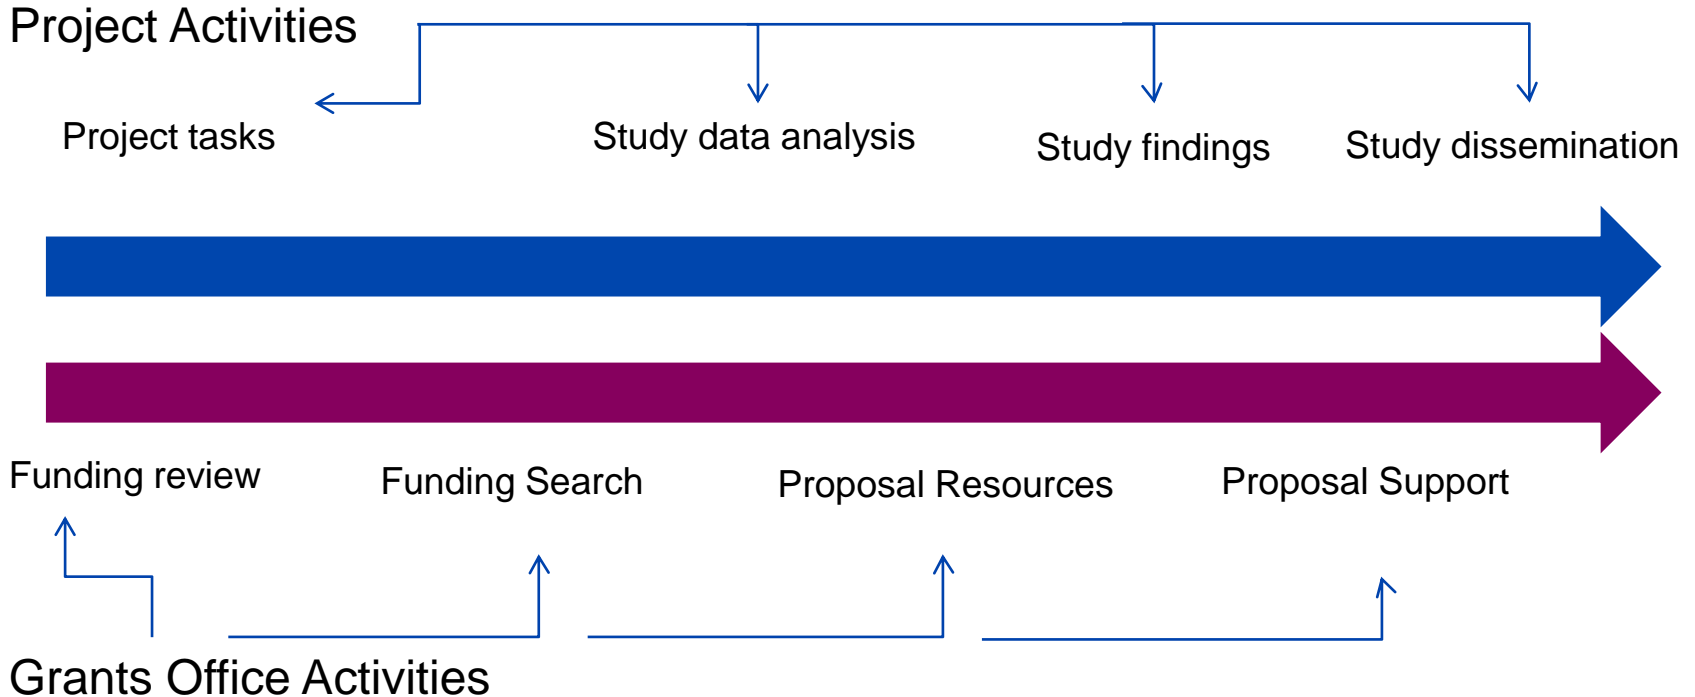 Project Activities
Project tasks
Study data analysis
Study findings
Study dissemination
Funding review
Funding Search
Proposal Resources
Proposal Support
Grants Office Activities